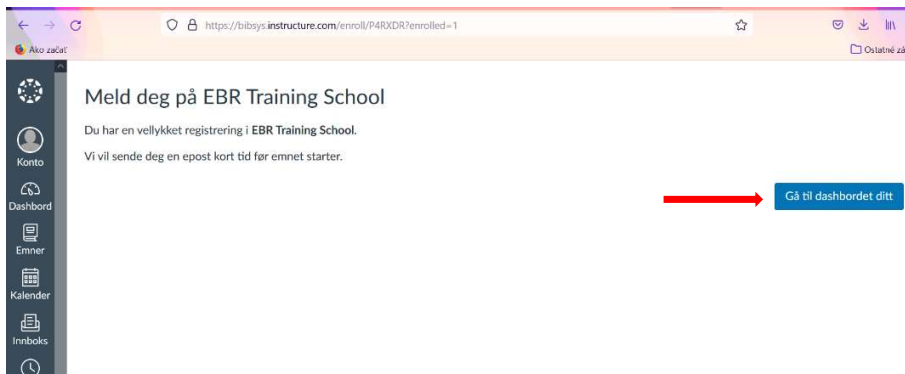 https://bibsys.instructure.com/enroll/P4RXDR?enrolled=1
Ako začať
Ostatné zá
Meld deg på EBR Training School
Du har en vellykket registrering i EBR Training School.
Vi vil sende deg en epost kort tid før emnet starter.
Gå til dashbordet ditt
Konto
Dashbord
Emner
Kalender
Innboks